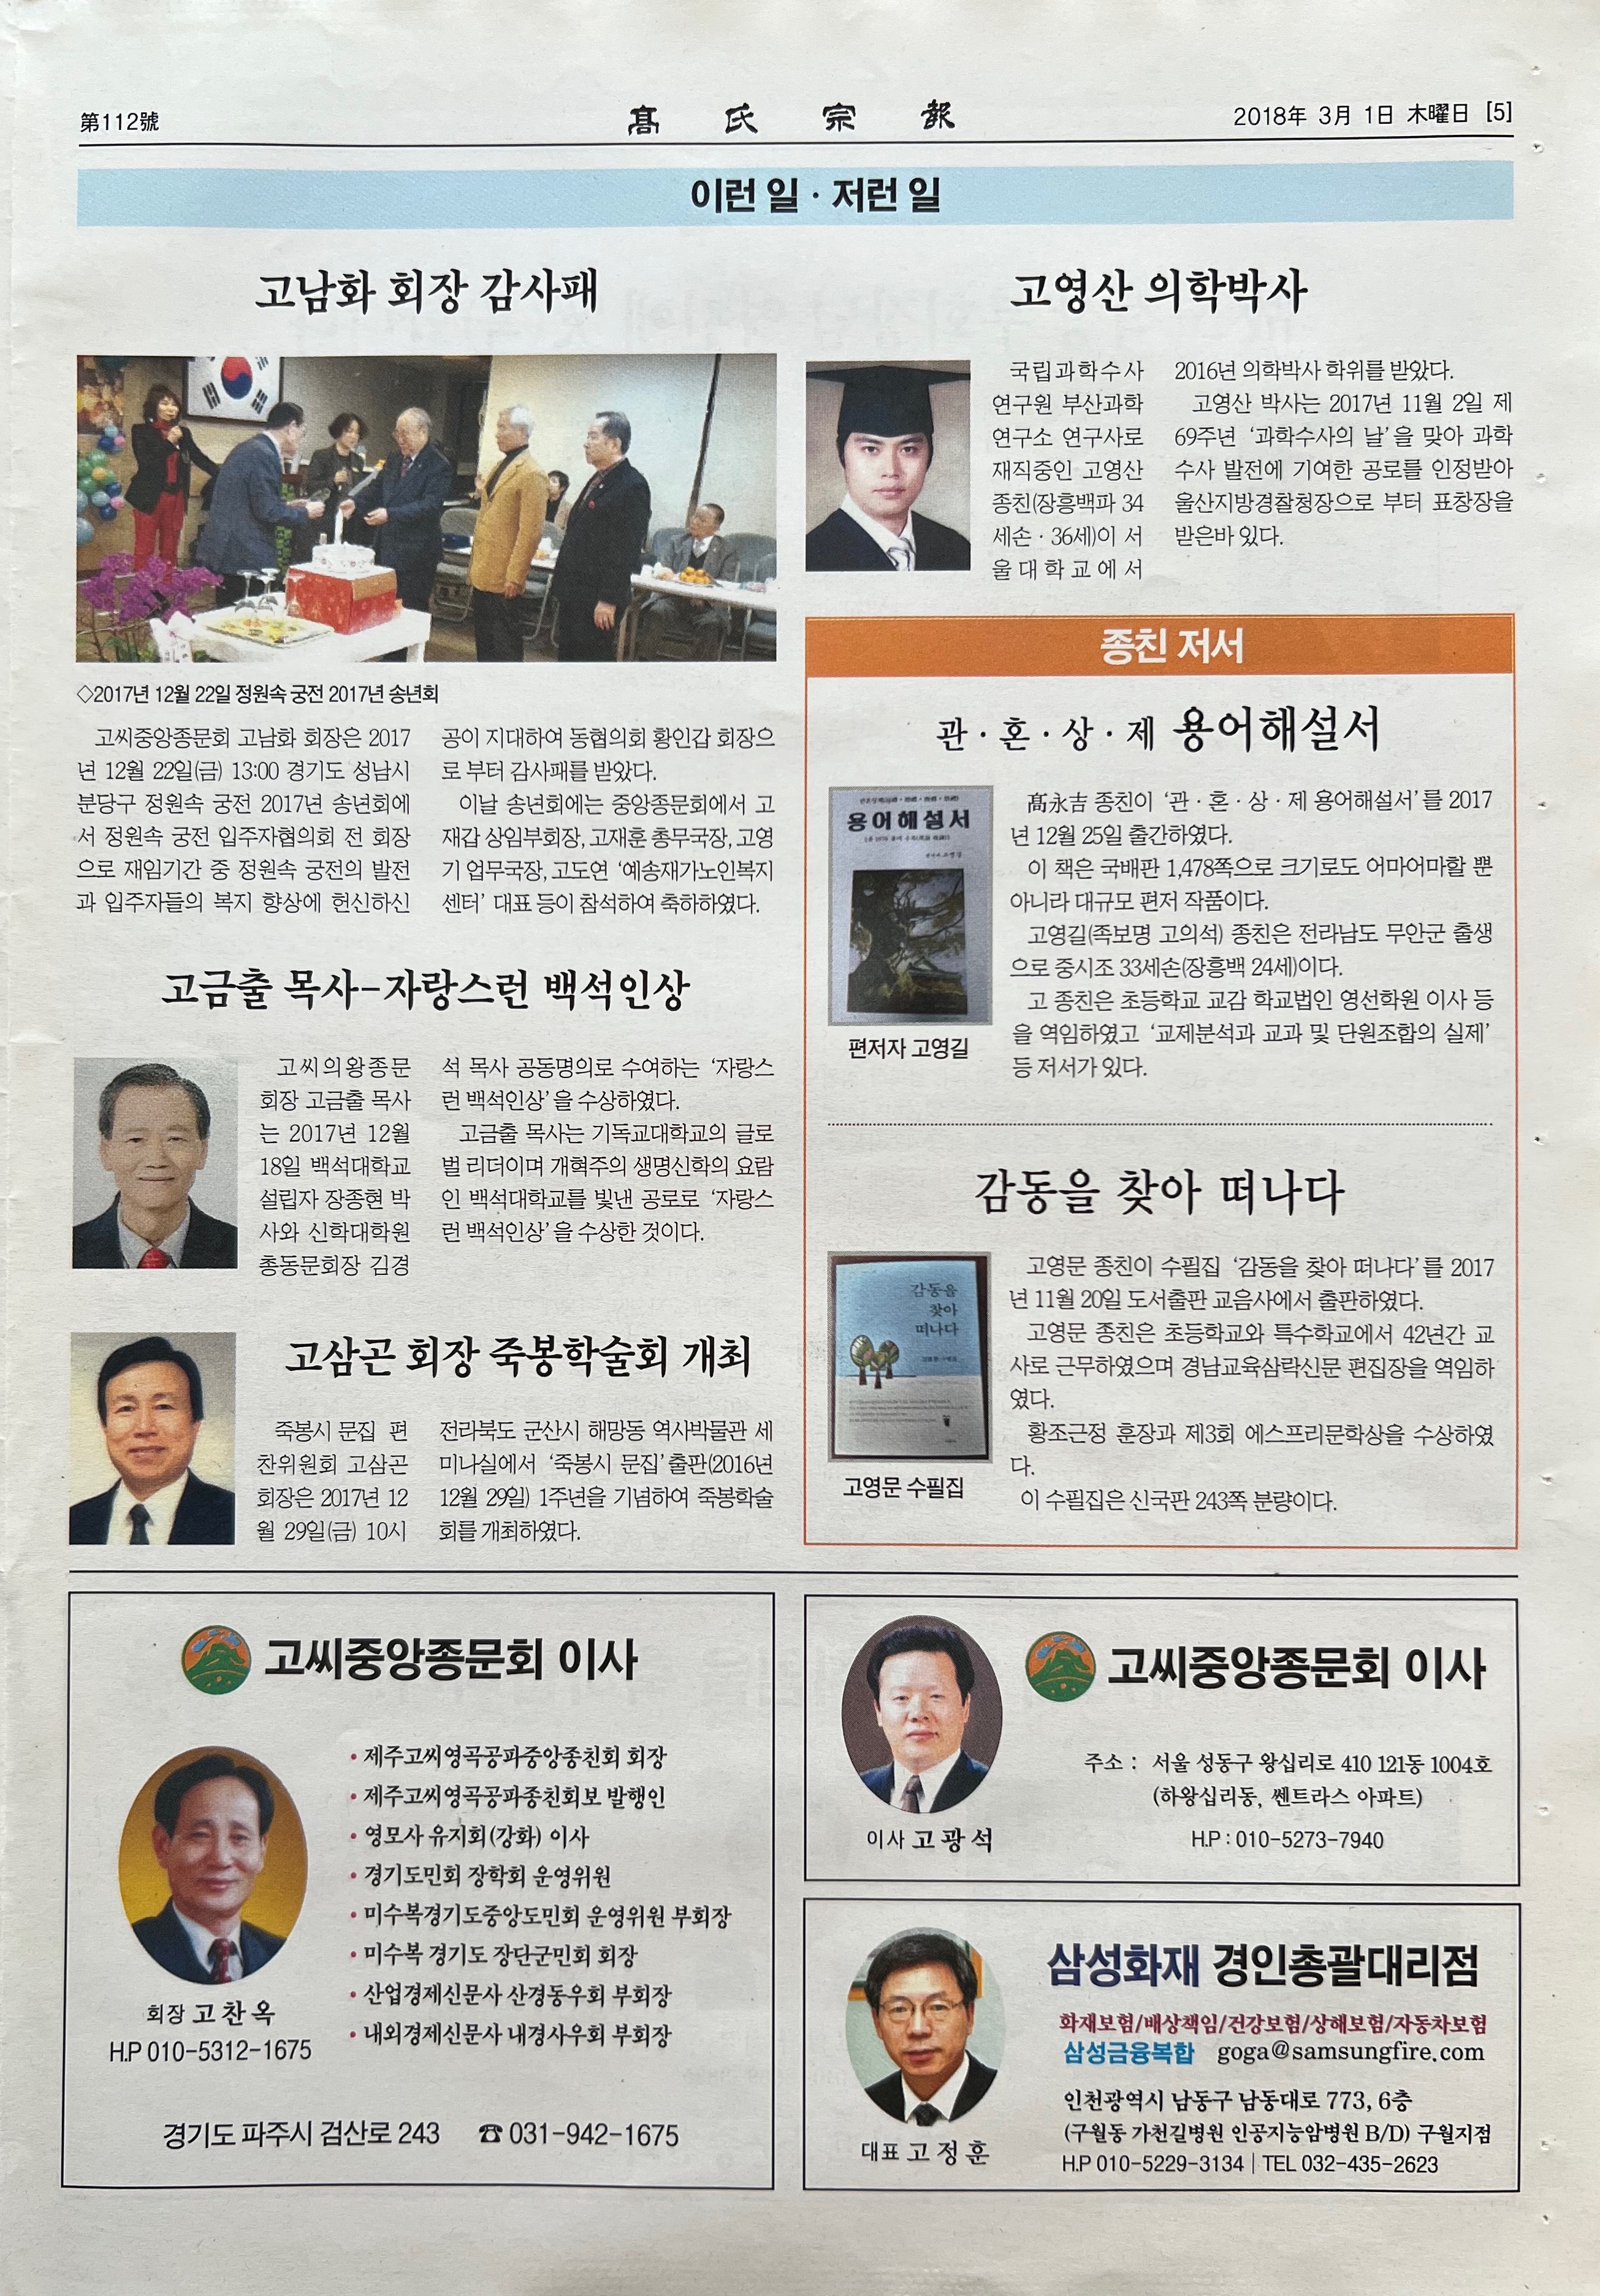 第112號
髙氏宗報
2018年 3月 1日 木曜日 [5]
이런 일 · 저런 일
고남화 회장 감사패
◇2017년 12월 22일 정원속 궁전 2017년 송년회
고씨중앙종문회 고남화 회장은 2017
년 12월 22일(금) 13:00 경기도 성남시
분당구 정원속 궁전 2017년 송년회에
서 정원속 궁전 입주자협의회 전 회장
으로 재임기간 중 정원속 궁전의 발전
과 입주자들의 복지 향상에 헌신하신
공이 지대하여 동협의회 황인갑 회장으
로 부터 감사패를 받았다.
이날 송년회에는 중앙종문회에서 고
재갑 상임부회장, 고재훈 총무국장, 고영
기 업무국장, 고도연 ‘예송재가노인복지
센터’ 대표 등이 참석하여 축하하였다.
고금출 목사-자랑스런 백석인상
고씨의왕종문
회장 고금출 목사
는 2017년 12월
18일 백석대학교
설립자 장종현 박
사와 신학대학원
총동문회장 김경
석 목사 공동명의로 수여하는 ‘자랑스
런 백석인상’을 수상하였다.
고금출 목사는 기독교대학교의 글로
벌 리더이며 개혁주의 생명신학의 요람
인 백석대학교를 빛낸 공로로 ‘자랑스
런 백석인상’을 수상한 것이다.
고삼곤 회장 죽봉학술회 개최
죽봉시 문집 편
찬위원회 고삼곤
회장은 2017년 12
월 29일(금) 10시
전라북도 군산시 해망동 역사박물관 세
미나실에서 ‘죽봉시 문집’출판(2016년
12월 29일) 1주년을 기념하여 죽봉학술
회를 개최하였다.
고영산 의학박사
국립과학수사
연구원 부산과학
연구소 연구사로
재직중인 고영산
종친(장흥백파 34
세손 · 36세)이 서
울대학교에서
2016년 의학박사 학위를 받았다.
고영산 박사는 2017년 11월 2일 제
69주년 ‘과학수사의 날’을 맞아 과학
수사 발전에 기여한 공로를 인정받아
울산지방경찰청장으로 부터 표창장을
받은바 있다.
종친 저서
관 · 혼 · 상 · 제 용어해설서
용어해설서
편저자 고영길
髙永吉 종친이 ‘관 · 혼 · 상 · 제 용어해설서’를 2017
년 12월 25일 출간하였다.
이 책은 국배판 1,478쪽으로 크기로도 어마어마할 뿐
아니라 대규모 편저 작품이다.
고영길(족보명 고의석) 종친은 전라남도 무안군 출생
으로 중시조 33세손(장흥백 24세)이다.
고 종친은 초등학교 교감 학교법인 영선학원 이사 등
을 역임하였고 ‘교제분석과 교과 및 단원조합의 실제’
등 저서가 있다.
감동을 찾아 떠나다
감동을
찾아
떠나다
고영문 수필집
고영문 종친이 수필집 ‘감동을 찾아 떠나다’를 2017
년 11월 20일 도서출판 교음사에서 출판하였다.
고영문 종친은 초등학교와 특수학교에서 42년간 교
사로 근무하였으며 경남교육삼락신문 편집장을 역임하
였다.
황조근정 훈장과 제3회 에스프리문학상을 수상하였
다.
이 수필집은 신국판 243쪽 분량이다.
고씨중앙종문회 이사
• 제주고씨영곡공파중앙종친회 회장
• 제주고씨영곡공파종친회보 발행인
• 영모사 유지회(강화) 이사
• 경기도민회 장학회 운영위원
• 미수복경기도중앙도민회 운영위원 부회장
• 미수복 경기도 장단군민회 회장
• 산업경제신문사 산경동우회 부회장
• 내외경제신문사 내경사우회 부회장
회장 고찬옥
H.P 010-5312-1675
경기도 파주시 검산로 243 ☎ 031-942-1675
고씨중앙종문회 이사
주소 : 서울 성동구 왕십리로 410 121동 1004호
(하왕십리동, 쎈트라스 아파트)
H.P : 010-5273-7940
이사 고광석
삼성화재 경인총괄대리점
화재보험/배상책임/건강보험/상해보험/자동차보험
삼성금융복합 goga@samsungfire.com
인천광역시 남동구 남동대로 773, 6층
(구월동 가천길병원 인공지능암병원 B/D) 구월지점
H.P 010-5229-3134 | TEL 032-435-2623
대표 고정훈